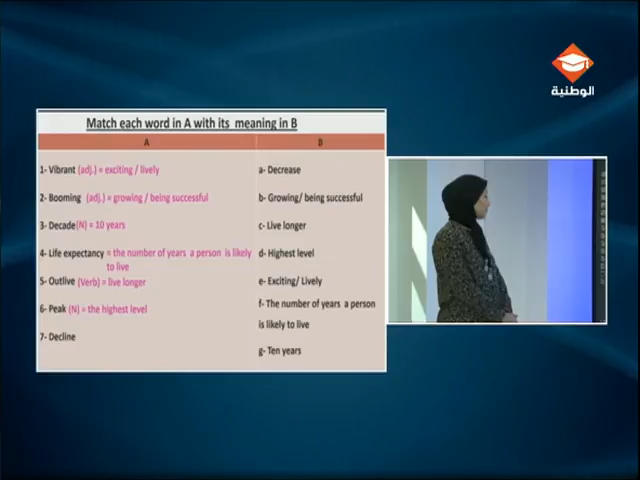 الوطنية
Match each word in A with its meaning in B
A
B
1- Vibrant (adj.) = exciting / lively
a- Decrease
2- Booming (adj.) = growing / being successful
b- Growing/ being successful
3- Decade (N) = 10 years
c- Live longer
4- Life expectancy = the number of years a person is likely
to live
d- Highest level
5- Outlive (Verb) = live longer
e- Exciting/ Lively
6- Peak (N) = the highest level
f- The number of years a person
is likely to live
7- Decline
g- Ten years